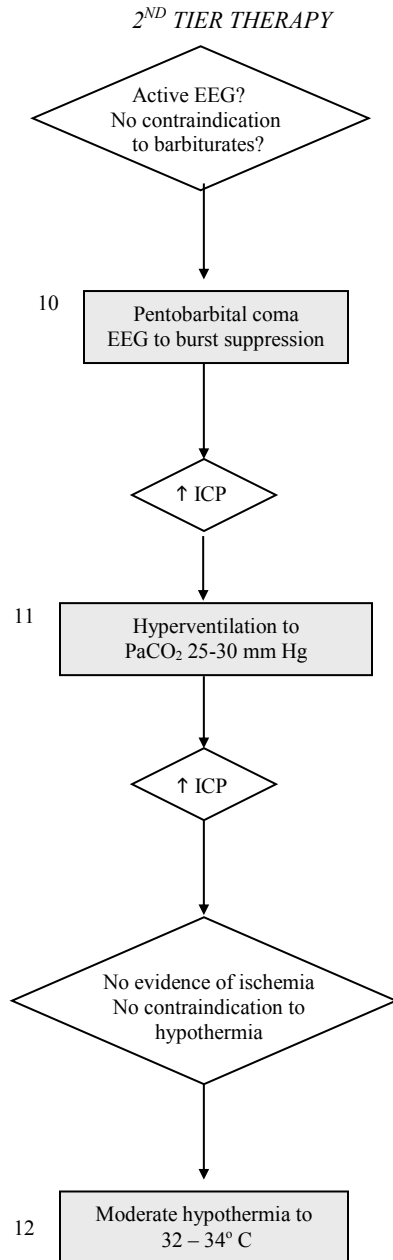 2ND TIER THERAPY
Active EEG?
No contraindication
to barbiturates?
10
Pentobarbital coma
EEG to burst suppression
↑ ICP
11
Hyperventilation to
PaCO₂ 25-30 mm Hg
↑ ICP
No evidence of ischemia
No contraindication to
hypothermia
12
Moderate hypothermia to
32 – 34° C